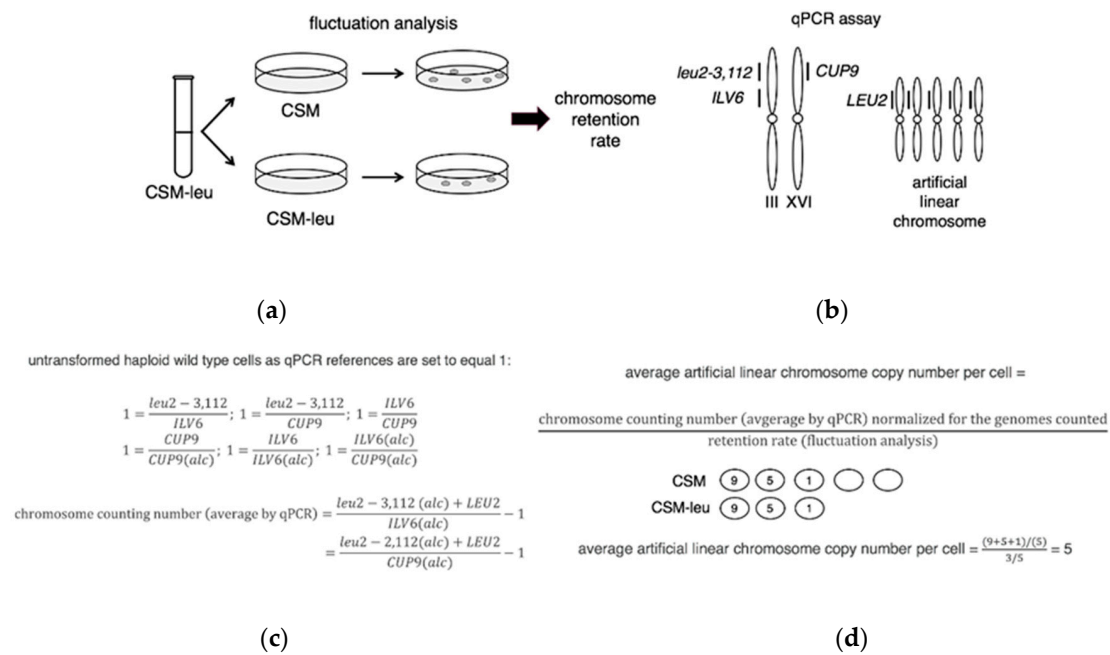 fluctuation analysis
CSM
CSM-leu
CSM-leu
chromosome
retention
rate
(a)
qPCR assay
leu2-3,112
ILV6
CUP9
LEU2
III XVI
artificial
linear
chromosome
(b)
untransformed haploid wild type cells as qPCR references are set to equal 1:
1 = leu2 − 3,112 / ILV6; 1 = leu2 − 3,112 / CUP9; 1 = ILV6 / CUP9
1 = CUP9 / CUP9(alc); 1 = ILV6 / ILV6(alc); 1 = ILV6(alc) / CUP9(alc)
chromosome counting number (average by qPCR) = leu2 − 3,112 (alc) + LEU2 / ILV6(alc) − 1
= leu2 − 2,112(alc) + LEU2 / CUP9(alc) − 1
(c)
average artificial linear chromosome copy number per cell =
chromosome counting number (avgerage by qPCR) normalized for the genomes counted
retention rate (fluctuation analysis)
CSM 9 5 1
CSM-leu 9 5 1
average artificial linear chromosome copy number per cell = (9+5+1)/(5) / 3/5 = 5
(d)